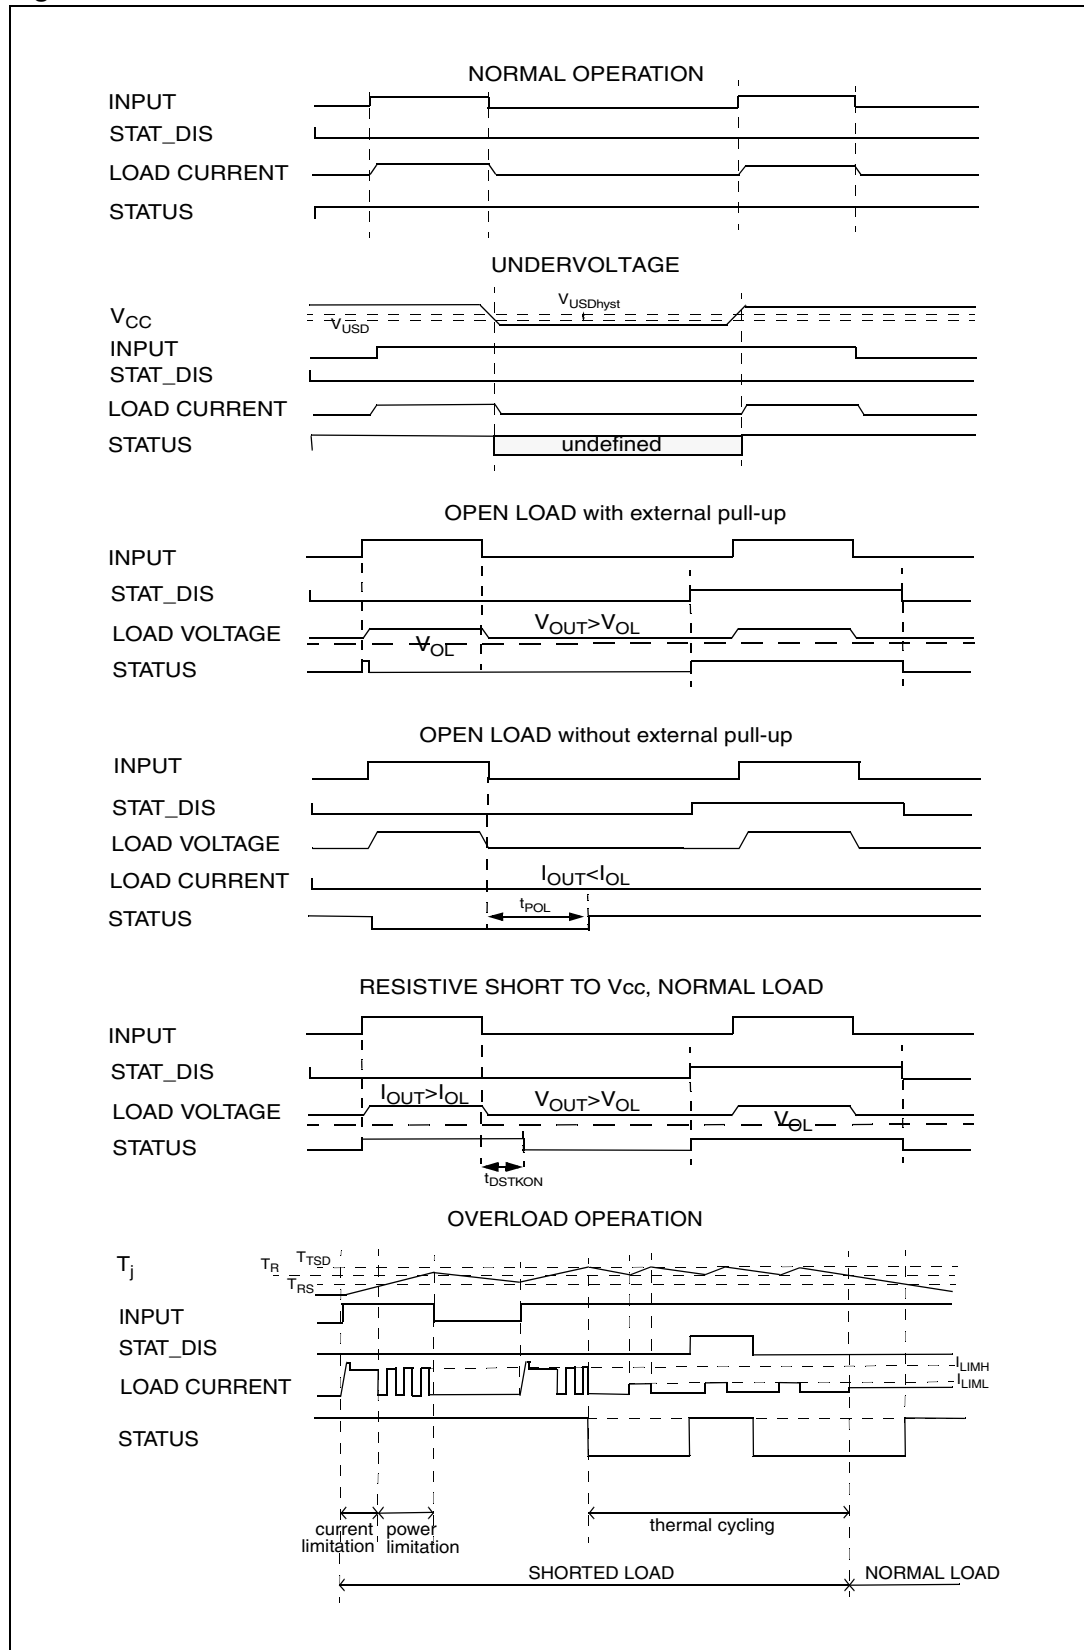 NORMAL OPERATION
INPUT
STAT_DIS
LOAD CURRENT
STATUS
UNDERVOLTAGE
VUSDhyst
VCC
VUSD
INPUT
STAT_DIS
LOAD CURRENT
STATUS
undefined
OPEN LOAD with external pull-up
INPUT
STAT_DIS
LOAD VOLTAGE
VOUT>VOL
VOL
STATUS
OPEN LOAD without external pull-up
INPUT
STAT_DIS
LOAD VOLTAGE
LOAD CURRENT
IOUT<IOL
STATUS
tPOL
RESISTIVE SHORT TO Vcc, NORMAL LOAD
INPUT
STAT_DIS
IOUT>IOL
VOUT>VOL
LOAD VOLTAGE
VOL
STATUS
tDSTKON
OVERLOAD OPERATION
Tj
TR
TTSD
TRS
INPUT
STAT_DIS
ILIMH
LOAD CURRENT
ILIML
STATUS
current limitation
power limitation
thermal cycling
SHORTED LOAD
NORMAL LOAD